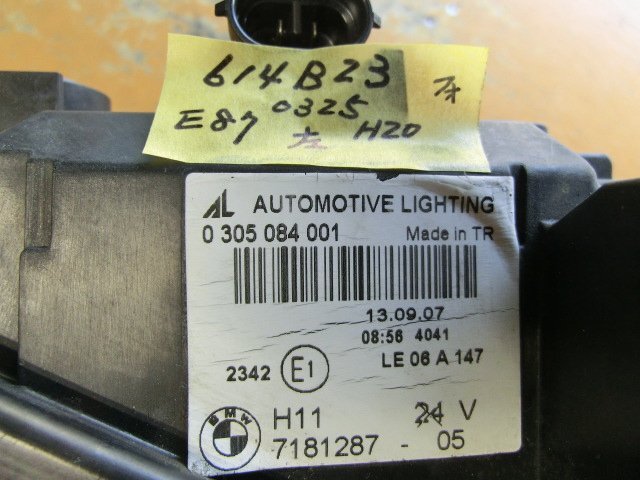 614B23
0325
E87 左 H20
AL AUTOMOTIVE LIGHTING
0 305 084 001 Made in TR
13.09.07
08:56 4041
2342 E1 LE 06 A 147
BMW H11 24 V
7181287 - 05